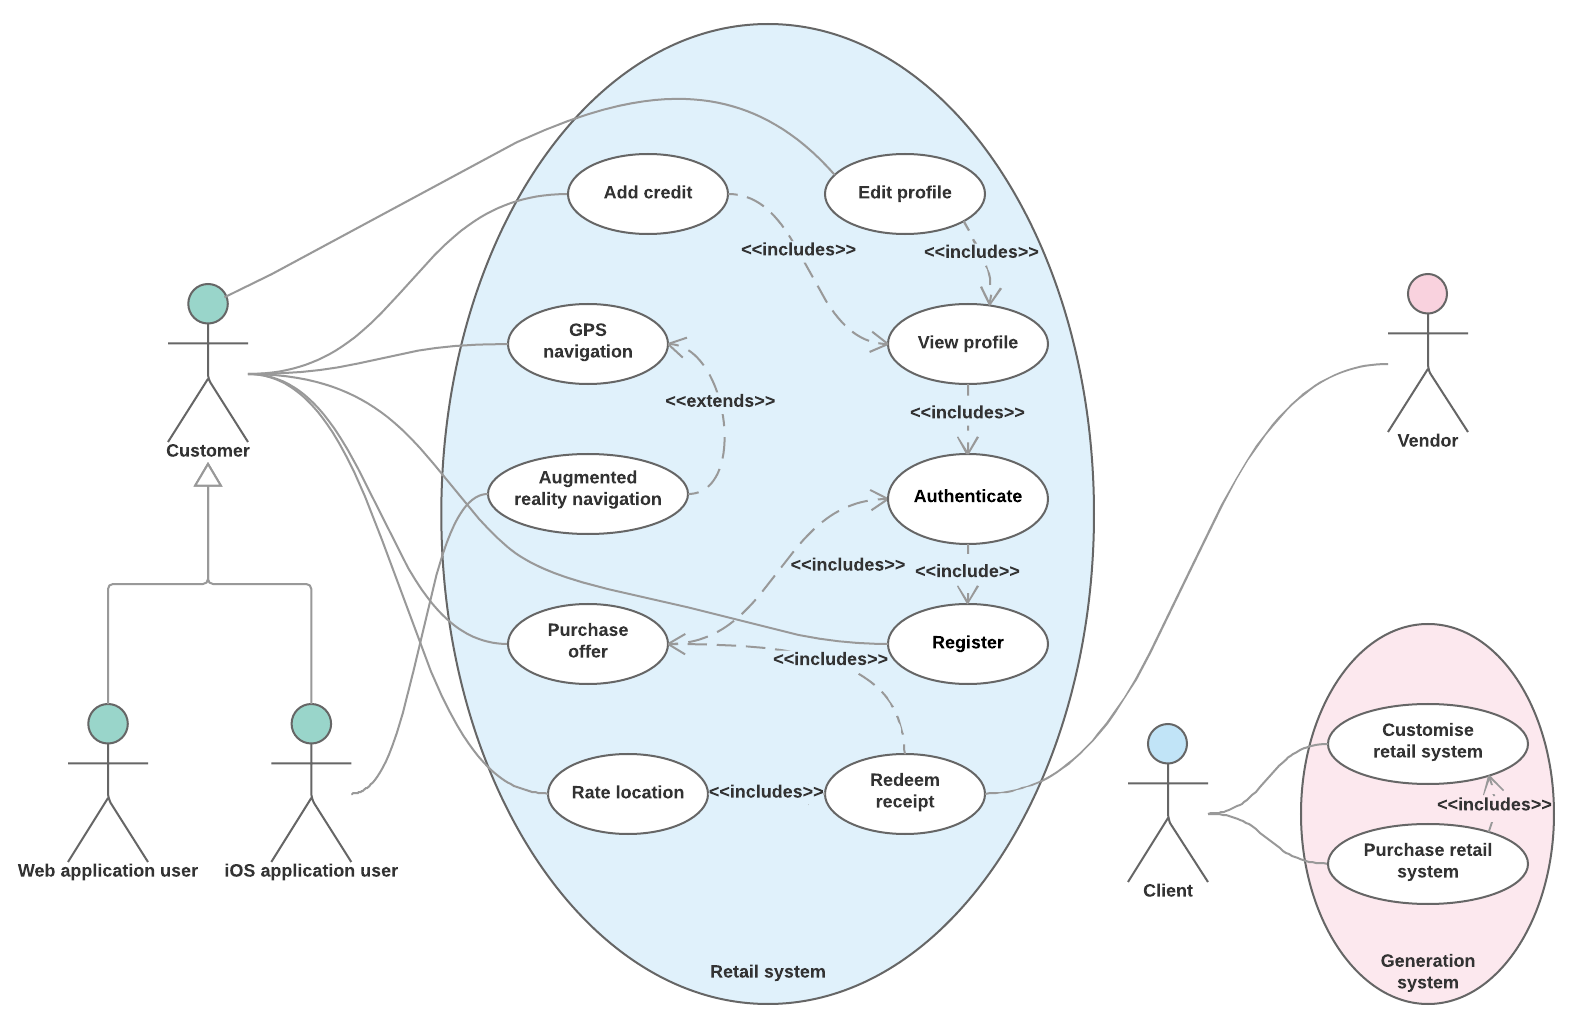 Add credit
Edit profile
<<includes>>
<<includes>>
GPS
navigation
View profile
<<extends>>
<<includes>>
Customer
Vendor
Augmented
reality navigation
Authenticate
<<includes>>
<<include>>
Purchase
offer
Register
<<includes>>
Customise
retail system
Rate location
<<includes>>
Redeem
receipt
<<includes>>
Purchase retail
system
Web application user
iOS application user
Client
Retail system
Generation
system